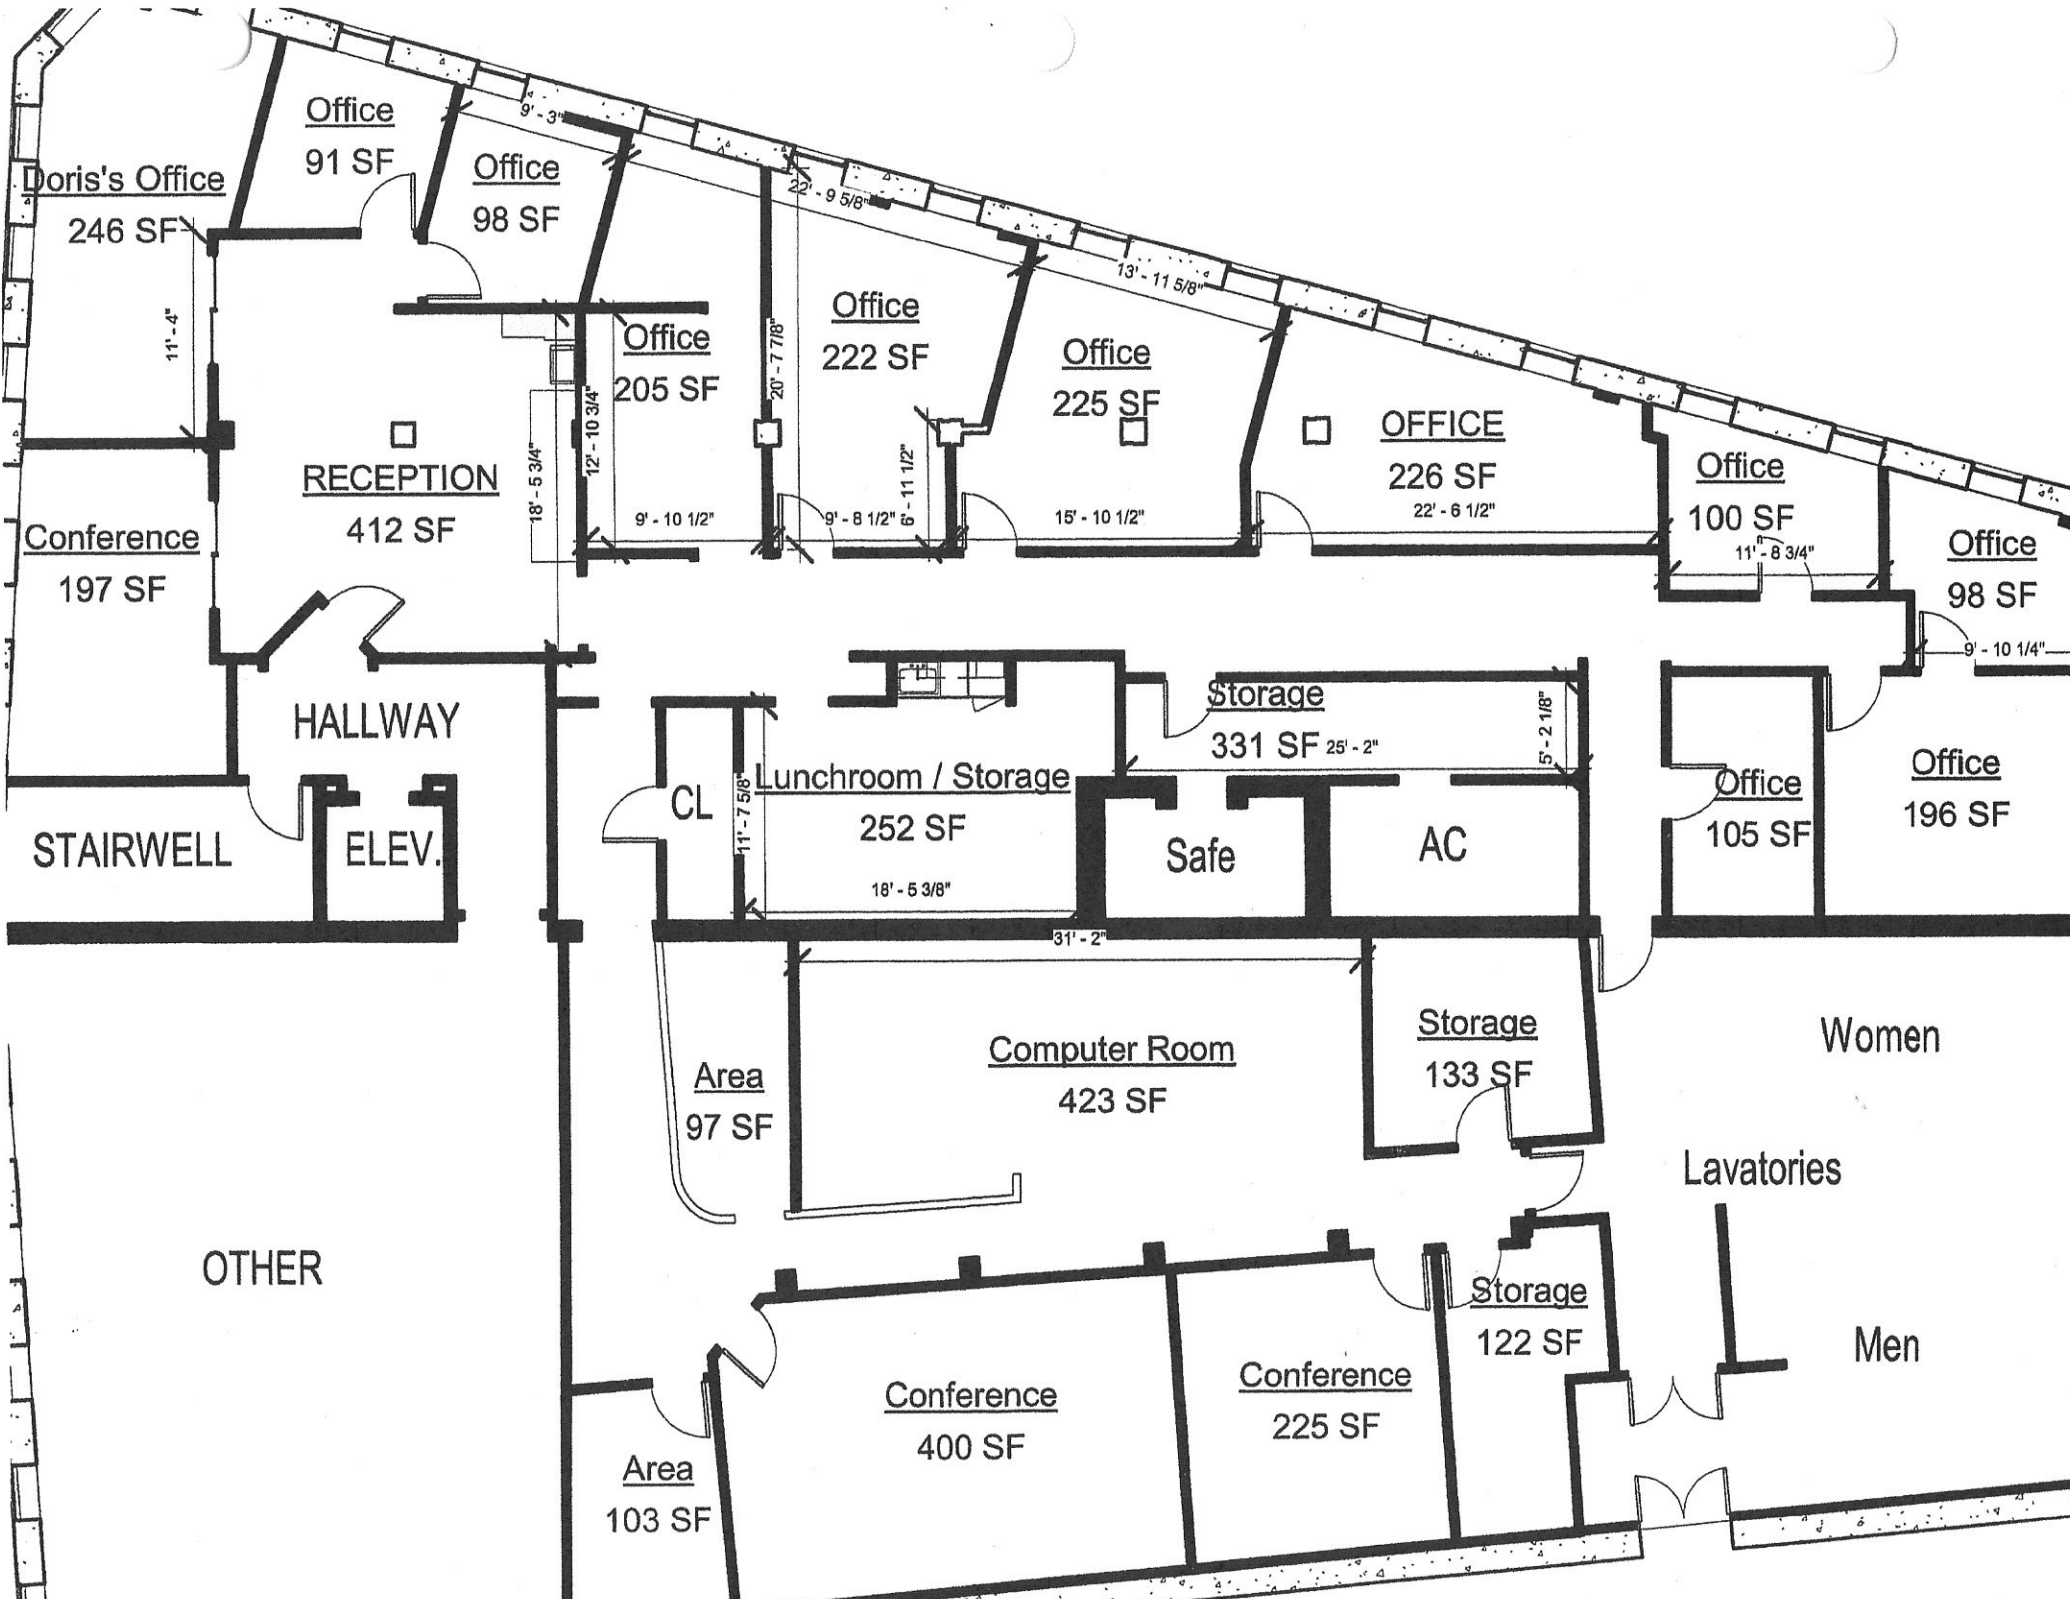 Office
91 SF
9' - 3"
Office
98 SF
Doris's Office
246 SF
11' - 4"
22' - 9 5/8"
13' - 11 5/8"
Office
205 SF
12' - 10 3/4"
9' - 10 1/2"
20' - 7 7/8"
Office
222 SF
9' - 8 1/2"
6' - 11 1/2"
Office
225 SF
15' - 10 1/2"
OFFICE
226 SF
22' - 6 1/2"
Office
100 SF
11' - 8 3/4"
Office
98 SF
9' - 10 1/4"
RECEPTION
412 SF
18' - 5 3/4"
Conference
197 SF
HALLWAY
STAIRWELL
ELEV.
CL
11' - 7 5/8"
Lunchroom / Storage
252 SF
18' - 5 3/8"
Storage
331 SF
25' - 2"
5' - 2 1/8"
Safe
AC
Office
105 SF
Office
196 SF
31' - 2"
Area
97 SF
Computer Room
423 SF
Storage
133 SF
Women
Lavatories
Men
OTHER
Storage
122 SF
Conference
225 SF
Conference
400 SF
Area
103 SF